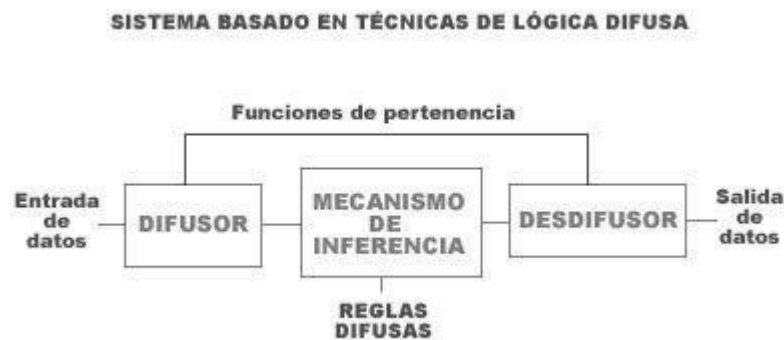 SISTEMA BASADO EN TÉCNICAS DE LÓGICA DIFUSA
Funciones de pertenencia
Entrada
de
datos
DIFUSOR
MECANISMO
DE
INFERENCIA
DESDIFUSOR
Salida
de
datos
REGLAS
DIFUSAS